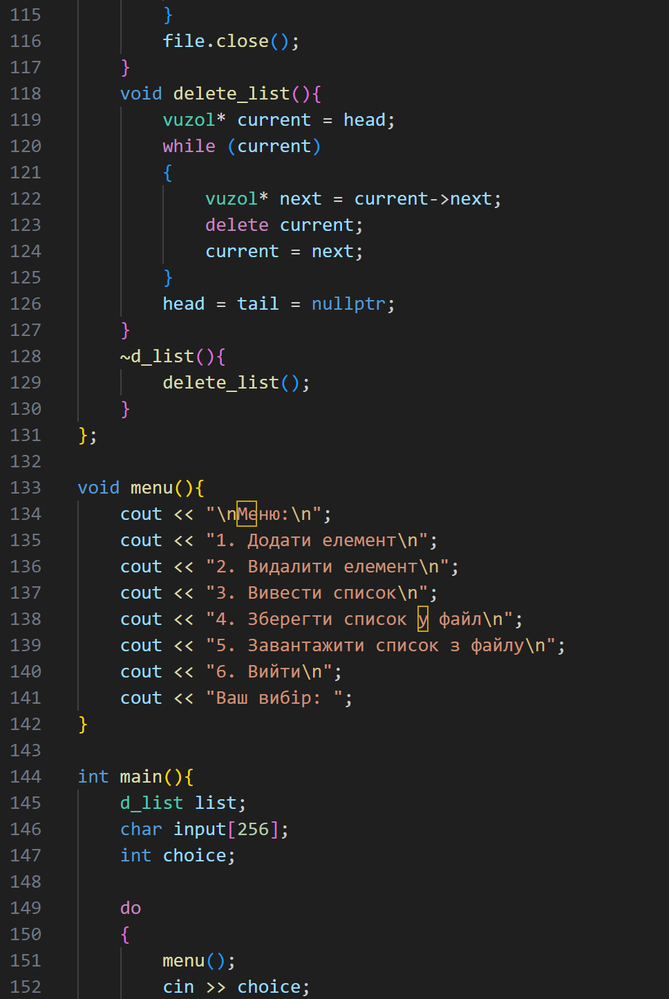 115 }
116 file.close();
117 }
118 void delete_list(){
119 vuzol* current = head;
120 while (current)
121 {
122 vuzol* next = current->next;
123 delete current;
124 current = next;
125 }
126 head = tail = nullptr;
127 }
128 ~d_list(){
129 delete_list();
130 }
131 };
132
133 void menu(){
134 cout << "\nМеню:\n";
135 cout << "1. Додати елемент\n";
136 cout << "2. Видалити елемент\n";
137 cout << "3. Вивести список\n";
138 cout << "4. Зберегти список у файл\n";
139 cout << "5. Завантажити список з файлу\n";
140 cout << "6. Вийти\n";
141 cout << "Ваш вибір: ";
142 }
143
144 int main(){
145 d_list list;
146 char input[256];
147 int choice;
148
149 do
150 {
151 menu();
152 cin >> choice;